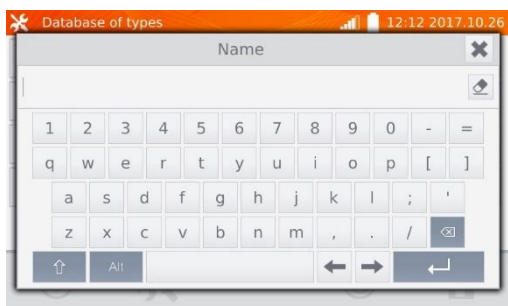 Database of types 12:12 2017.10.26
Name
1 2 3 4 5 6 7 8 9 0 - =
q w e r t y u i o p [ ]
a s d f g h j k l ; '
z x c v b n m , . /
Alt